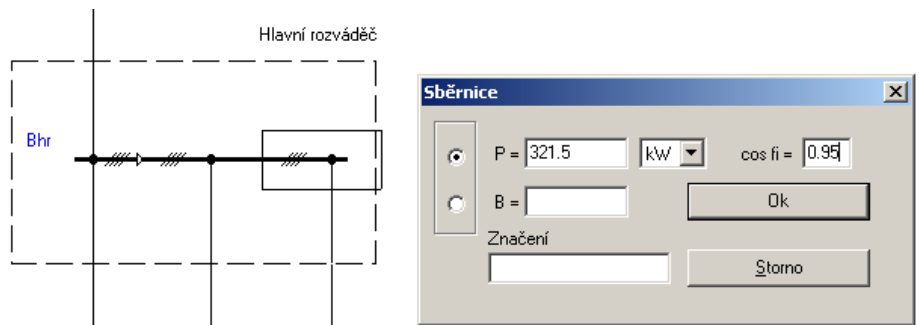 Hlavní rozváděč
Bhr
Sběrnice
P = 321.5 kW cos fi = 0.95
B = Ok
Značení
Storno